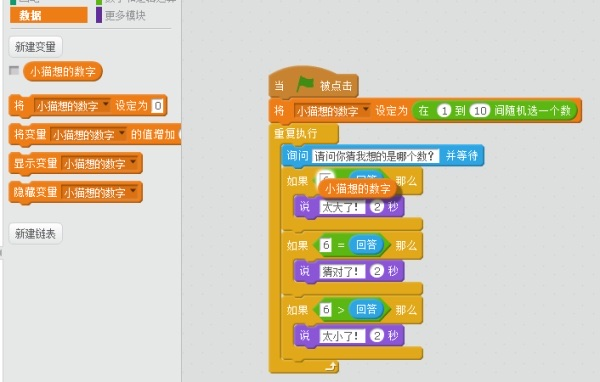 数据
更多模块
新建变量
小猫想的数字
将 小猫想的数字 设定为 0
将变量 小猫想的数字 的值增加
显示变量 小猫想的数字
隐藏变量 小猫想的数字
新建链表
当 被点击
将 小猫想的数字 设定为 在 1 到 10 间随机选一个数
重复执行
询问 请问你猜我想的是哪个数? 并等待
如果 那么
小猫想的数字
说 太大了! 2 秒
如果 6 = 回答 那么
说 猜对了! 2 秒
如果 6 > 回答 那么
说 太小了! 2 秒